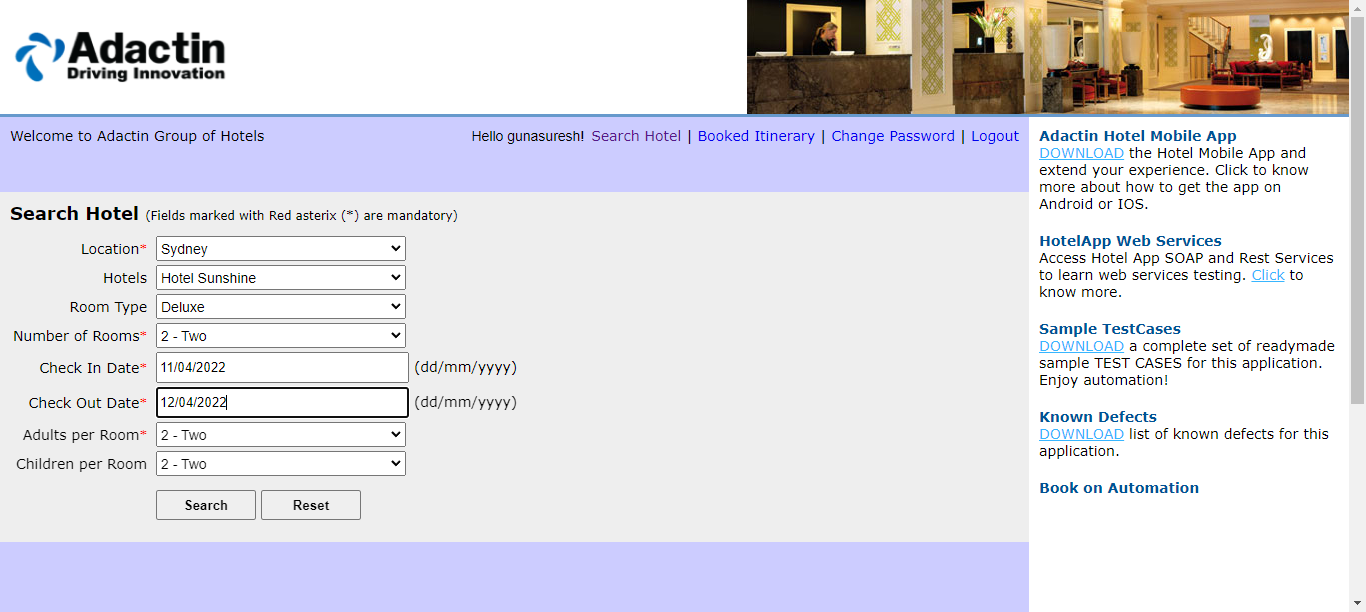 Adactin
Driving Innovation
Welcome to Adactin Group of Hotels
Hello gunasuresh! Search Hotel | Booked Itinerary | Change Password | Logout
Search Hotel (Fields marked with Red asterix (*) are mandatory)
Location* Sydney
Hotels Hotel Sunshine
Room Type Deluxe
Number of Rooms* 2 - Two
Check In Date* 11/04/2022 (dd/mm/yyyy)
Check Out Date* 12/04/2022 (dd/mm/yyyy)
Adults per Room* 2 - Two
Children per Room 2 - Two
Search Reset
Adactin Hotel Mobile App
DOWNLOAD the Hotel Mobile App and
extend your experience. Click to know
more about how to get the app on
Android or IOS.
HotelApp Web Services
Access Hotel App SOAP and Rest Services
to learn web services testing. Click to
know more.
Sample TestCases
DOWNLOAD a complete set of readymade
sample TEST CASES for this application.
Enjoy automation!
Known Defects
DOWNLOAD list of known defects for this
application.
Book on Automation